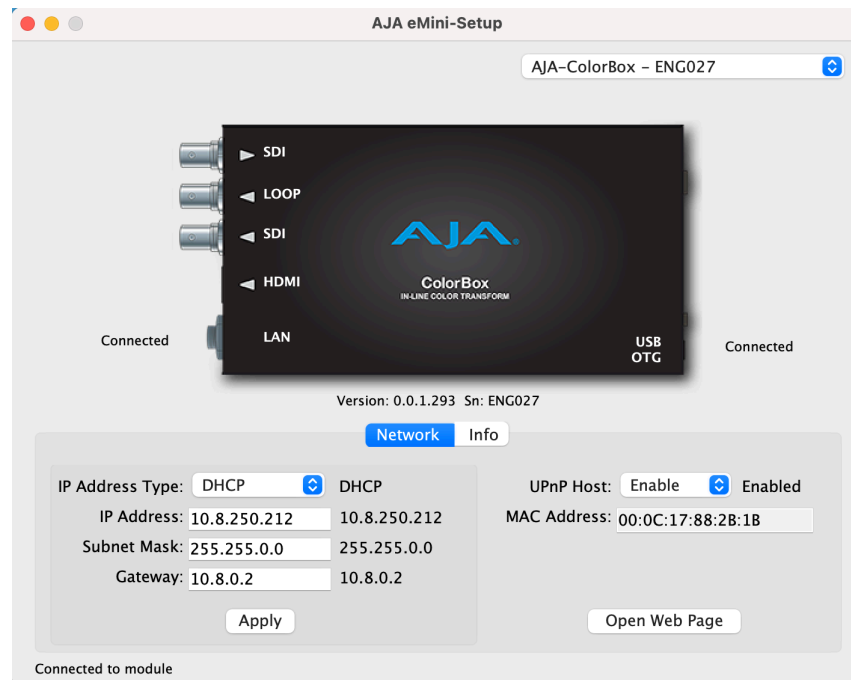 AJA eMini-Setup
AJA-ColorBox - ENG027
SDI
LOOP
SDI
HDMI
LAN
AJA.
ColorBox
IN-LINE COLOR TRANSFORM
USB
OTG
Connected
Connected
Version: 0.0.1.293 Sn: ENG027
Network Info
IP Address Type: DHCP DHCP
IP Address: 10.8.250.212 10.8.250.212
Subnet Mask: 255.255.0.0 255.255.0.0
Gateway: 10.8.0.2 10.8.0.2
Apply
UPnP Host: Enable Enabled
MAC Address: 00:0C:17:88:2B:1B
Open Web Page
Connected to module